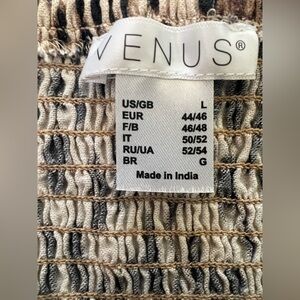 VENUS®
US/GB L
EUR 44/46
F/B 46/48
IT 50/52
RU/UA 52/54
BR G
Made in India